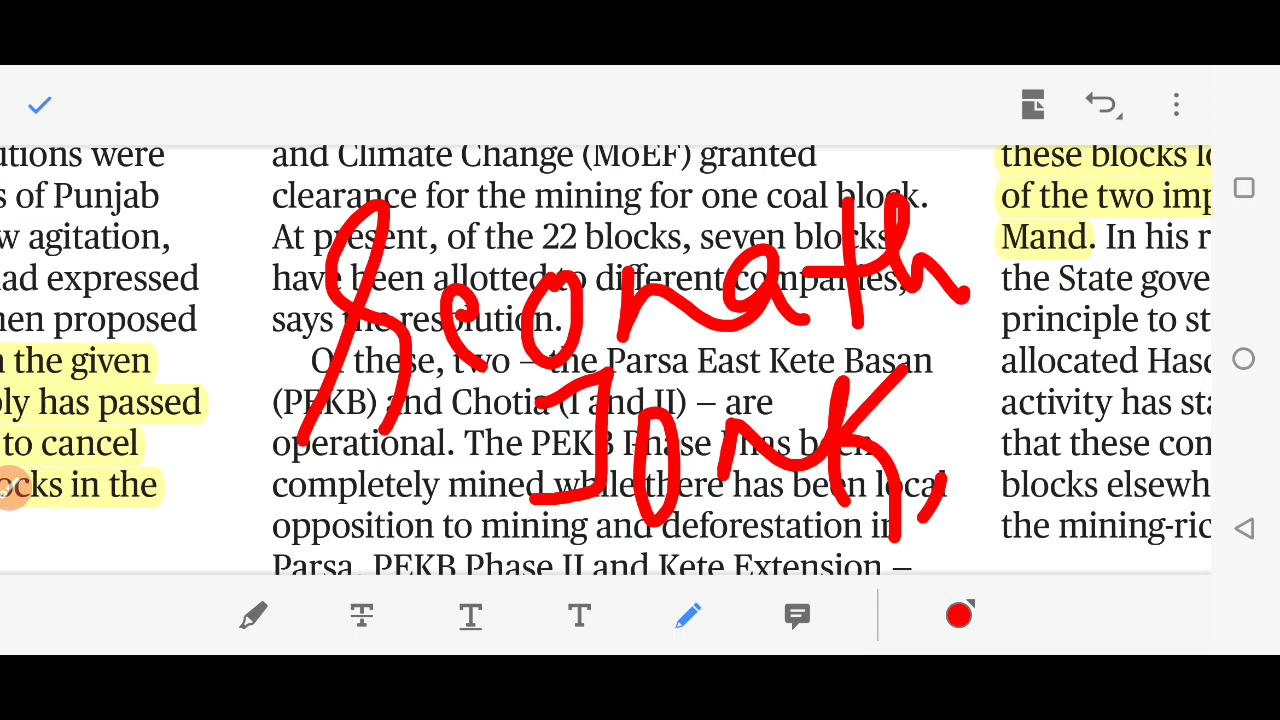 utions were
s of Punjab
w agitation,
ad expressed
nen proposed
n the given
ly has passed
to cancel
ocks in the
and Climate Change (MoEF) granted
clearance for the mining for one coal block.
At present, of the 22 blocks, seven blocks
have been allotted to different companies,
says the resolution.
Of these, two – the Parsa East Kete Basan
(PEKB) and Chotia (I and II) – are
operational. The PEKB Phase I has been
completely mined while there has been local
opposition to mining and deforestation in
Parsa, PEKB Phase II and Kete Extension –
these blocks lo
of the two imp
Mand. In his r
the State gove
principle to st
allocated Hasd
activity has sta
that these con
blocks elsewh
the mining-ric
Seonath
JonK,